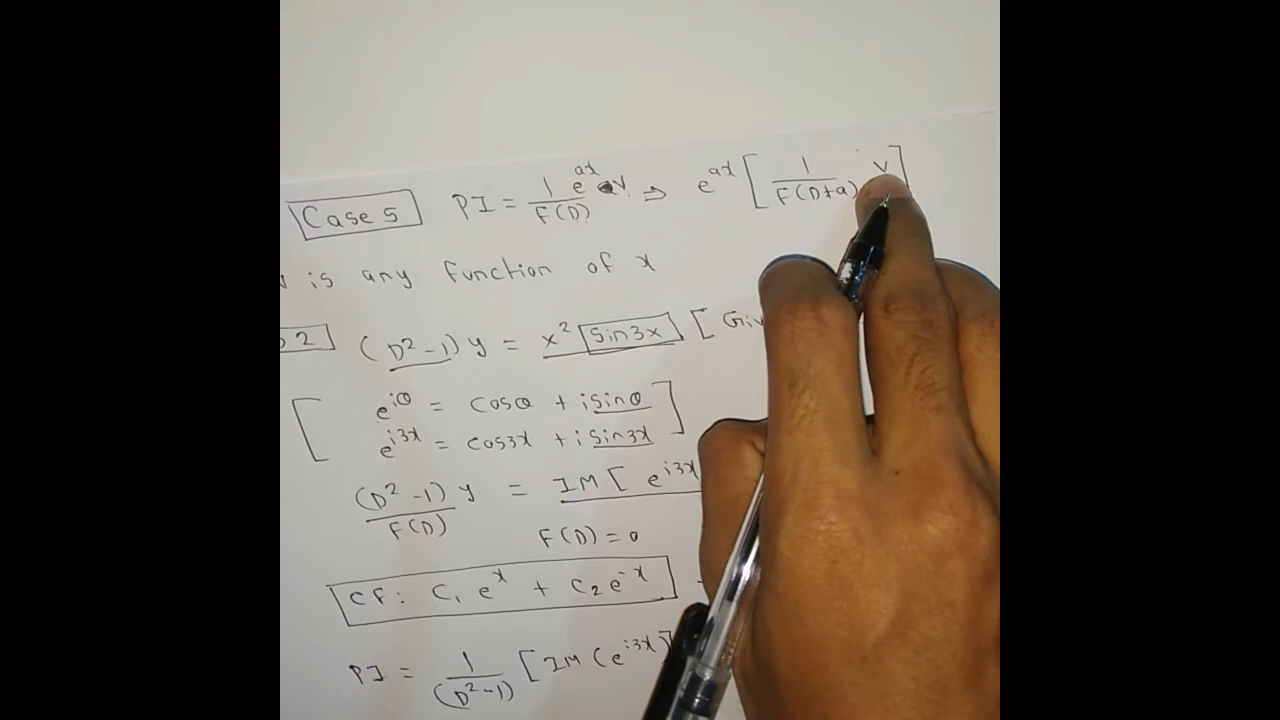 Case 5 PI = 1/F(D) e^{ax} V. ⇒ e^{ax} [ 1/F(D+a) V ]
is any function of x
2 (D² - 1) y = x² Sin3x [
[ e^{iθ} = cosθ + i sinθ ]
e^{i3x} = cos3x + i sin3x
(D² - 1) y = IM [ e^{i3x}
F(D)
F(D) = 0
CF: C₁ e^x + C₂ e^{-x}
PI = 1/(D² - 1) [ IM (e^{i3x}